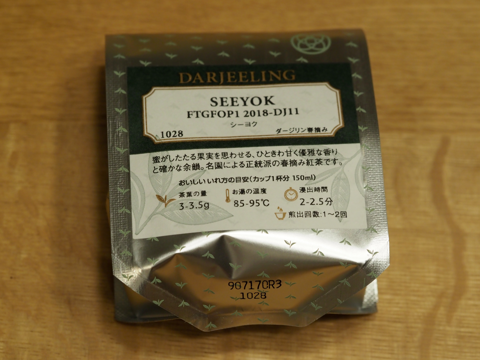 DARJEELING
SEEYOK
FTGFOP1 2018-DJ11
シーヨク
1028 ダージリン春摘み
蜜がしたたる果実を思わせる、ひときわ甘く優雅な香り
と確かな余韻。名園による正統派の春摘み紅茶です。
おいしいいれ方の目安(カップ1杯分 150ml)
茶葉の量 お湯の温度 浸出時間
3-3.5g 85-95℃ 2-2.5分
煎出回数:1〜2回
967170R3
1028